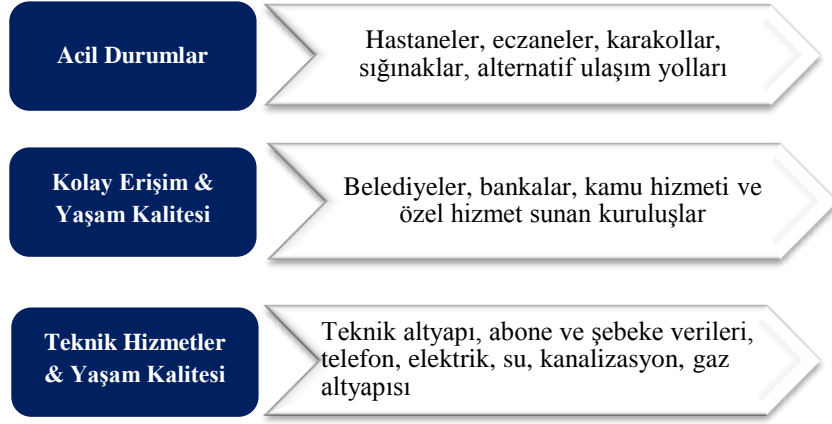 Acil Durumlar
Hastaneler, eczaneler, karakollar,
sığınaklar, alternatif ulaşım yolları
Kolay Erişim &
Yaşam Kalitesi
Belediyeler, bankalar, kamu hizmeti ve
özel hizmet sunan kuruluşlar
Teknik Hizmetler
& Yaşam Kalitesi
Teknik altyapı, abone ve şebeke verileri,
telefon, elektrik, su, kanalizasyon, gaz
altyapısı